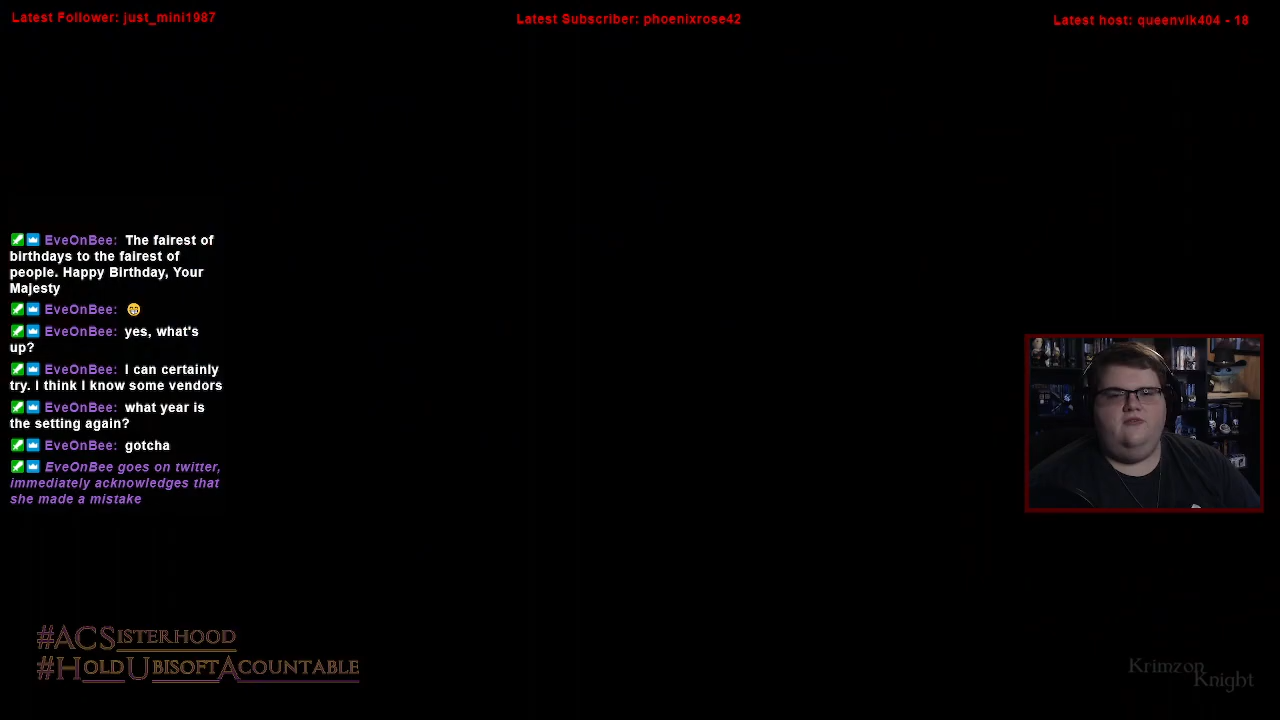 Latest Follower: just_mini1987
Latest Subscriber: phoenixrose42
Latest host: queenvik404 - 18
EveOnBee: The fairest of
birthdays to the fairest of
people. Happy Birthday, Your
Majesty
EveOnBee: 😁
EveOnBee: yes, what's
up?
EveOnBee: I can certainly
try. I think I know some vendors
EveOnBee: what year is
the setting again?
EveOnBee: gotcha
EveOnBee goes on twitter,
immediately acknowledges that
she made a mistake
#ACSisterhood
#HoldUbisoftAcountable
Krimzon
Knight